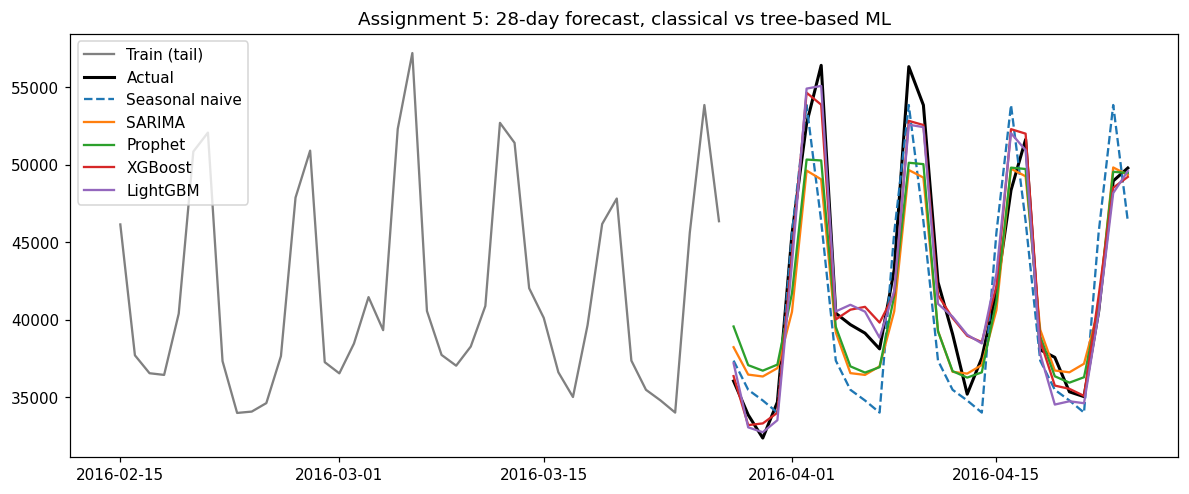 Assignment 5: 28-day forecast, classical vs tree-based ML
Train (tail)
Actual
Seasonal naive
SARIMA
Prophet
XGBoost
LightGBM
55000
50000
45000
40000
35000
2016-02-15
2016-03-01
2016-03-15
2016-04-01
2016-04-15